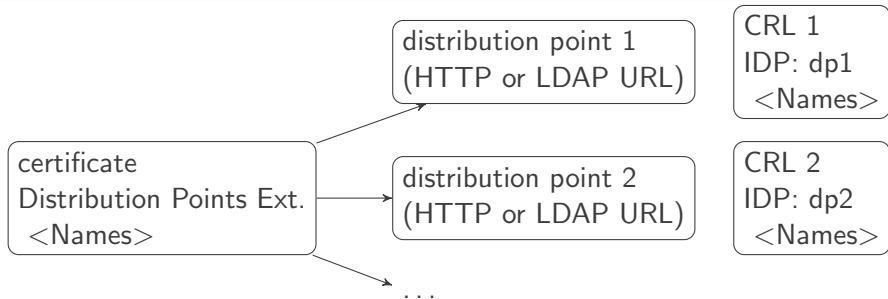 certificate
Distribution Points Ext.
<Names>
distribution point 1
(HTTP or LDAP URL)
distribution point 2
(HTTP or LDAP URL)
...
CRL 1
IDP: dp1
<Names>
CRL 2
IDP: dp2
<Names>